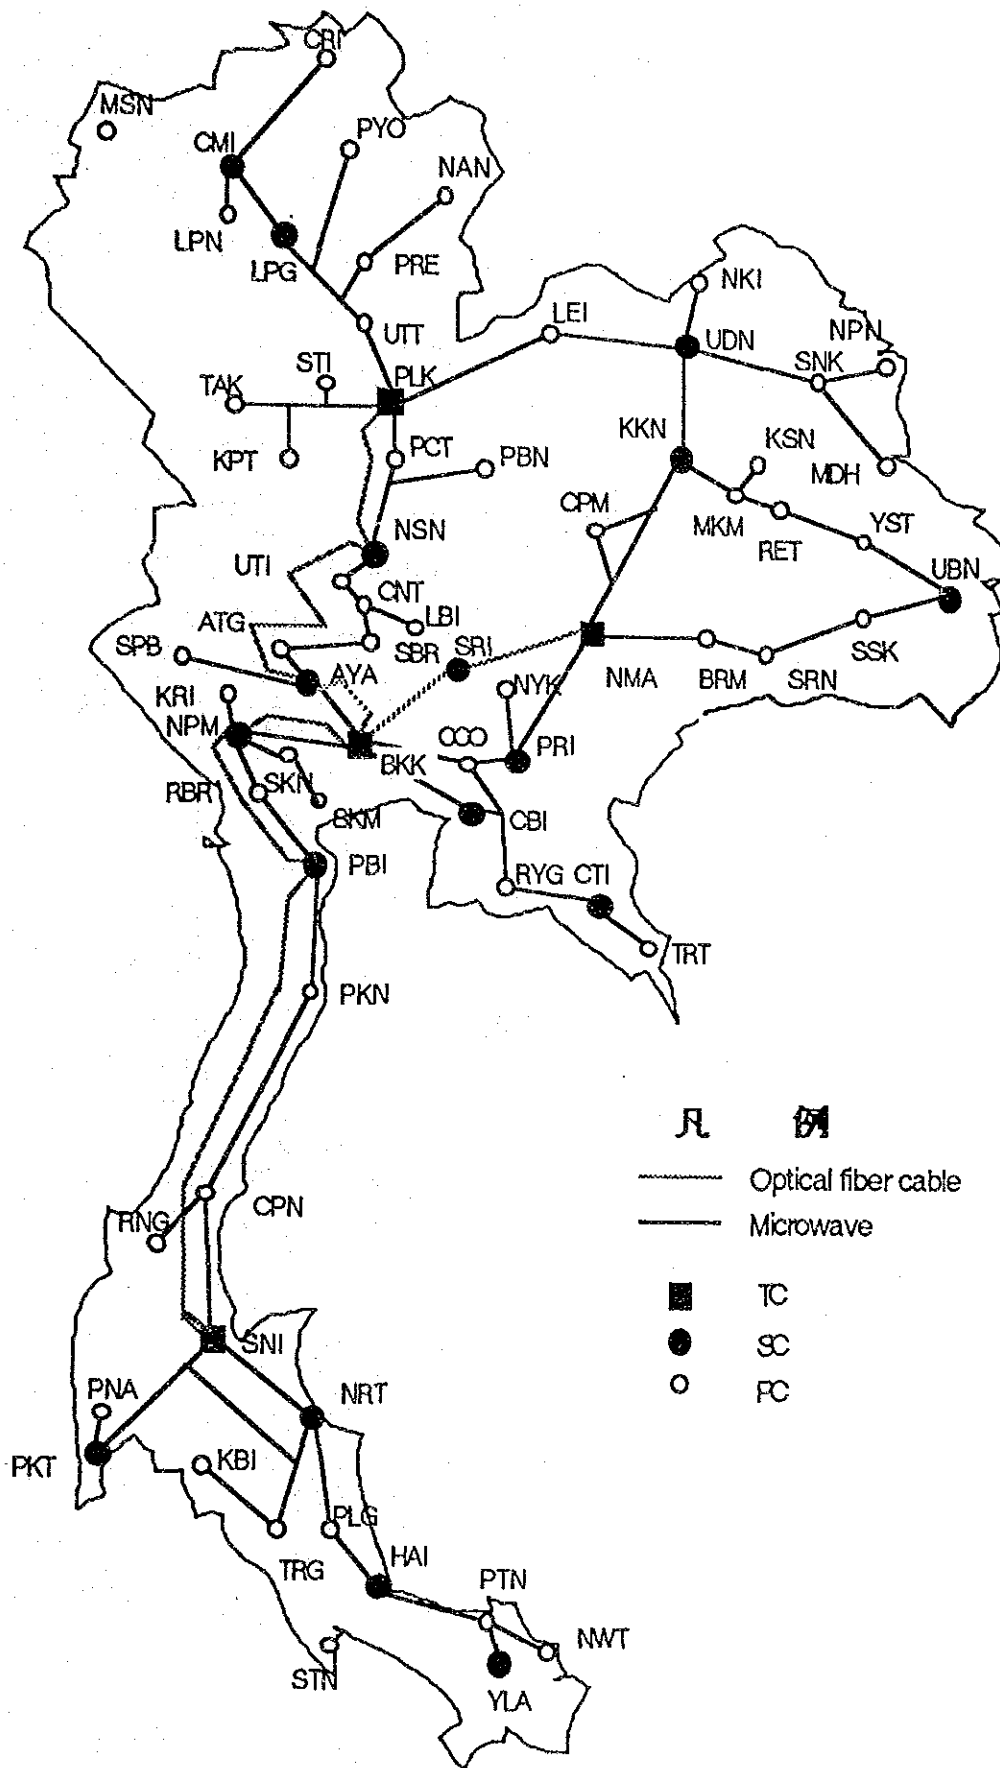 CRI
MSN
PYO
CMI
NAN
LPN
LPG
PRE
NKI
UTT
LEI
UDN
NPN
STI
PLK
SNK
TAK
KKN
KSN
KPT
PCT
PBN
MDH
CPM
MKM
YST
NSN
RET
UTI
UBN
CNT
LBI
ATG
SPB
SBR
SRI
SSK
AYA
NYK
NMA
BRM
SRN
KRI
NPM
CCO
PRI
BKK
SKN
RBR
BKM
CBI
PBI
RYG CTI
TRT
PKN
凡 例
Optical fiber cable
CPN
RNG
Microwave
TC
SNI
SC
PNA
NRT
PC
PKT
KBI
PLG
HAI
TRG
PTN
NWT
STN
YLA